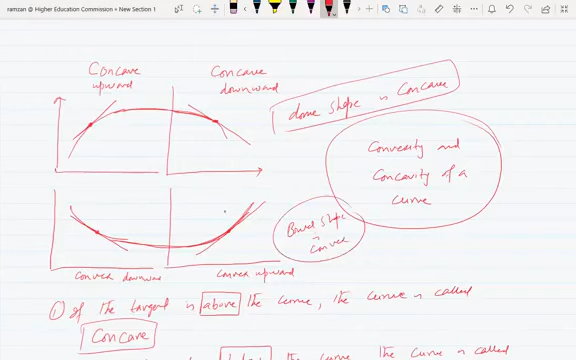 ramzan @ Higher Education Commission » New Section 1
Concave
upward
Concave
downward
dome shape is Concave
Convexity and
Concavity of a
curve
Bowel shape
is
convex
Convex downward
Convex upward
① If the tangent is above the curve, the curve is called
Concave
the curve the curve is called